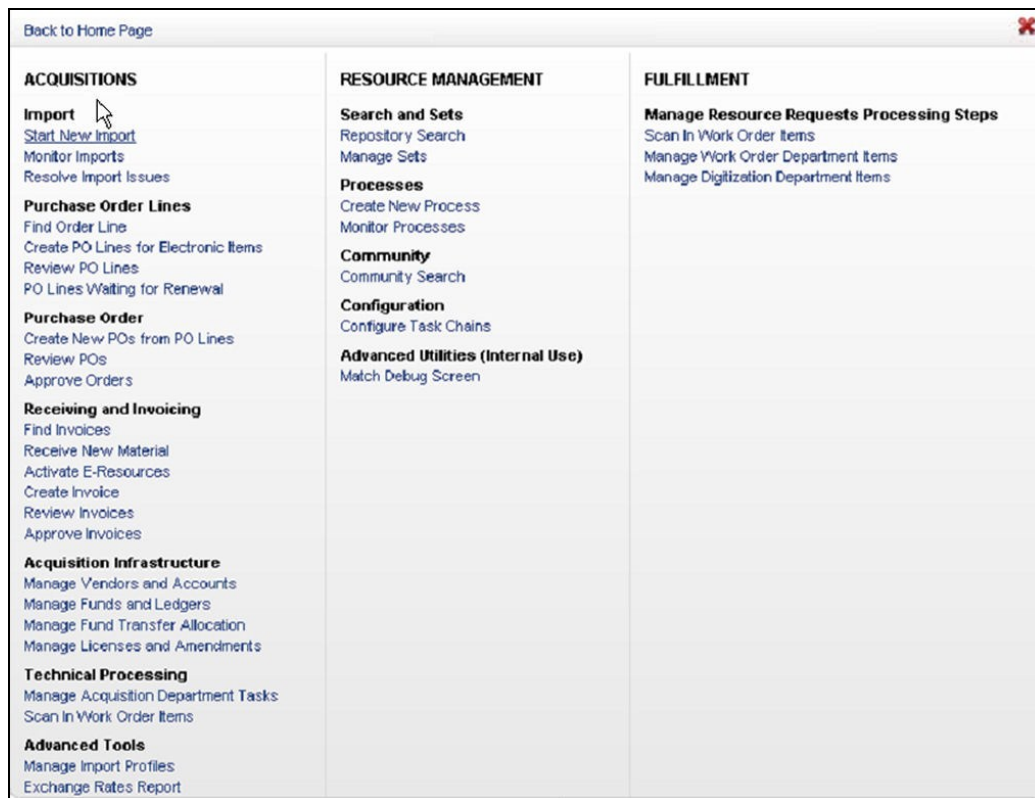 Back to Home Page
ACQUISITIONS
Import
Start New Import
Monitor Imports
Resolve Import Issues
Purchase Order Lines
Find Order Line
Create PO Lines for Electronic Items
Review PO Lines
PO Lines Waiting for Renewal
Purchase Order
Create New POs from PO Lines
Review POs
Approve Orders
Receiving and Invoicing
Find Invoices
Receive New Material
Activate E-Resources
Create Invoice
Review Invoices
Approve Invoices
Acquisition Infrastructure
Manage Vendors and Accounts
Manage Funds and Ledgers
Manage Fund Transfer Allocation
Manage Licenses and Amendments
Technical Processing
Manage Acquisition Department Tasks
Scan In Work Order Items
Advanced Tools
Manage Import Profiles
Exchange Rates Report
RESOURCE MANAGEMENT
Search and Sets
Repository Search
Manage Sets
Processes
Create New Process
Monitor Processes
Community
Community Search
Configuration
Configure Task Chains
Advanced Utilities (Internal Use)
Match Debug Screen
FULFILLMENT
Manage Resource Requests Processing Steps
Scan In Work Order Items
Manage Work Order Department Items
Manage Digitization Department Items